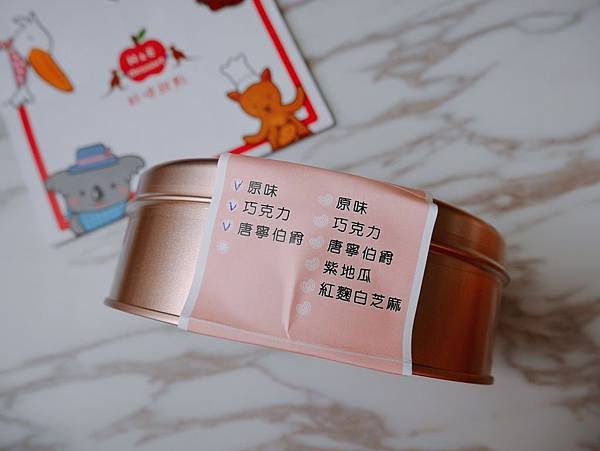 原味
巧克力
唐寧伯爵
原味
巧克力
唐寧伯爵
紫地瓜
紅麴白芝麻